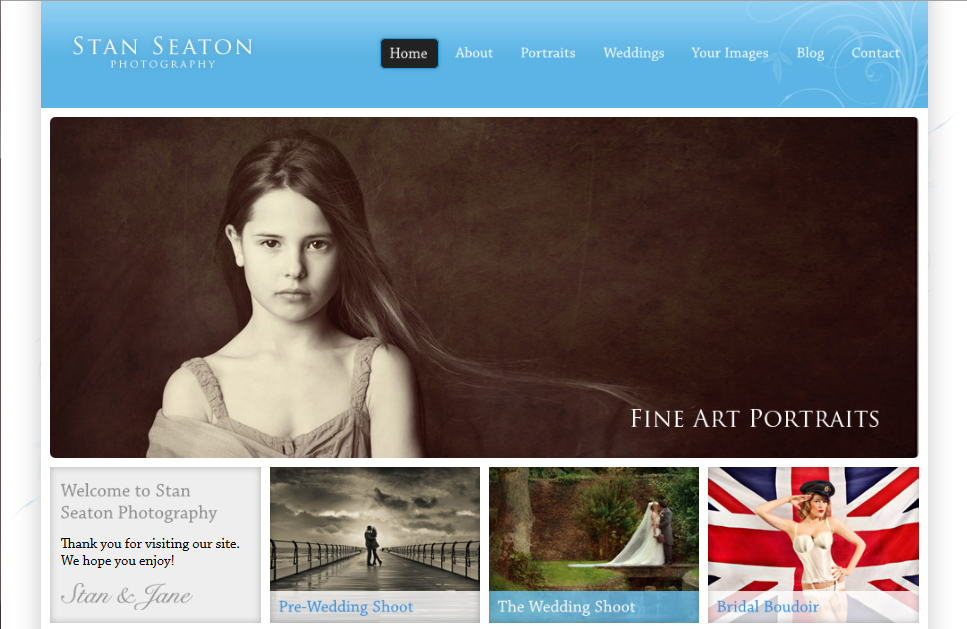 STAN SEATON
PHOTOGRAPHY
Home About Portraits Weddings Your Images Blog Contact
FINE ART PORTRAITS
Welcome to Stan
Seaton Photography
Thank you for visiting our site.
We hope you enjoy!
Stan & Jane
Pre-Wedding Shoot
The Wedding Shoot
Bridal Boudoir